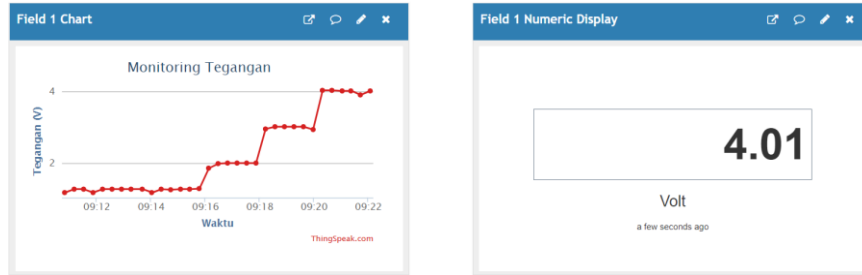 Field 1 Chart
Monitoring Tegangan
Tegangan (V)
4
2
09:12 09:14 09:16 09:18 09:20 09:22
Waktu
ThingSpeak.com
Field 1 Numeric Display
4.01
Volt
a few seconds ago